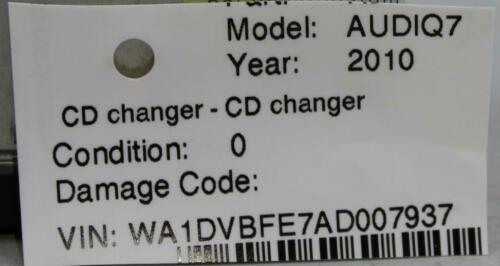 Model: AUDIQ7
Year: 2010
CD changer - CD changer
Condition: 0
Damage Code:
VIN: WA1DVBFE7AD007937